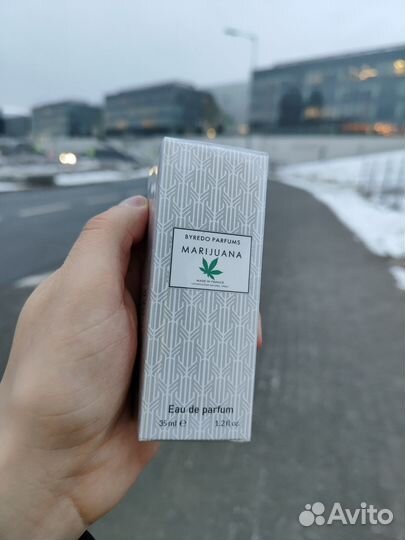 BYREDO PARFUMS
MARIJUANA
MADE IN FRANCE
Eau de parfum
35 ml ℮ 1.2 fl oz
Avito